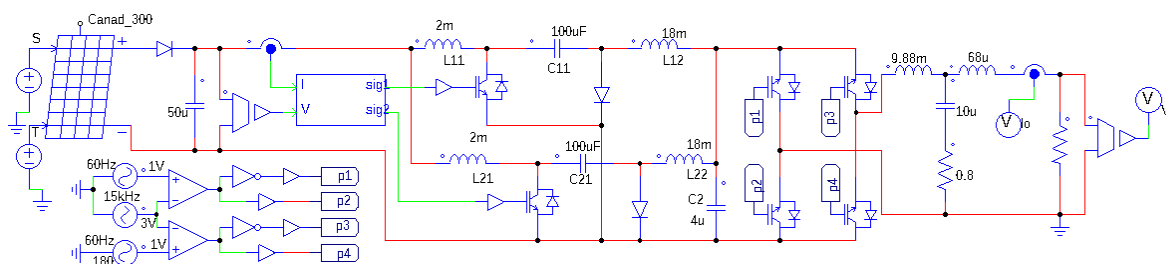 Canad_300
S
+
T
−
50u
I
V
sig1
sig2
2m
L11
100uF
C11
18m
L12
2m
L21
100uF
C21
18m
L22
C2
4u
p1
p3
p2
p4
9.88m
68u
10u
0.8
V
Io
V
60Hz
1V
15kHz
3V
60Hz
1V
p1
p2
p3
p4